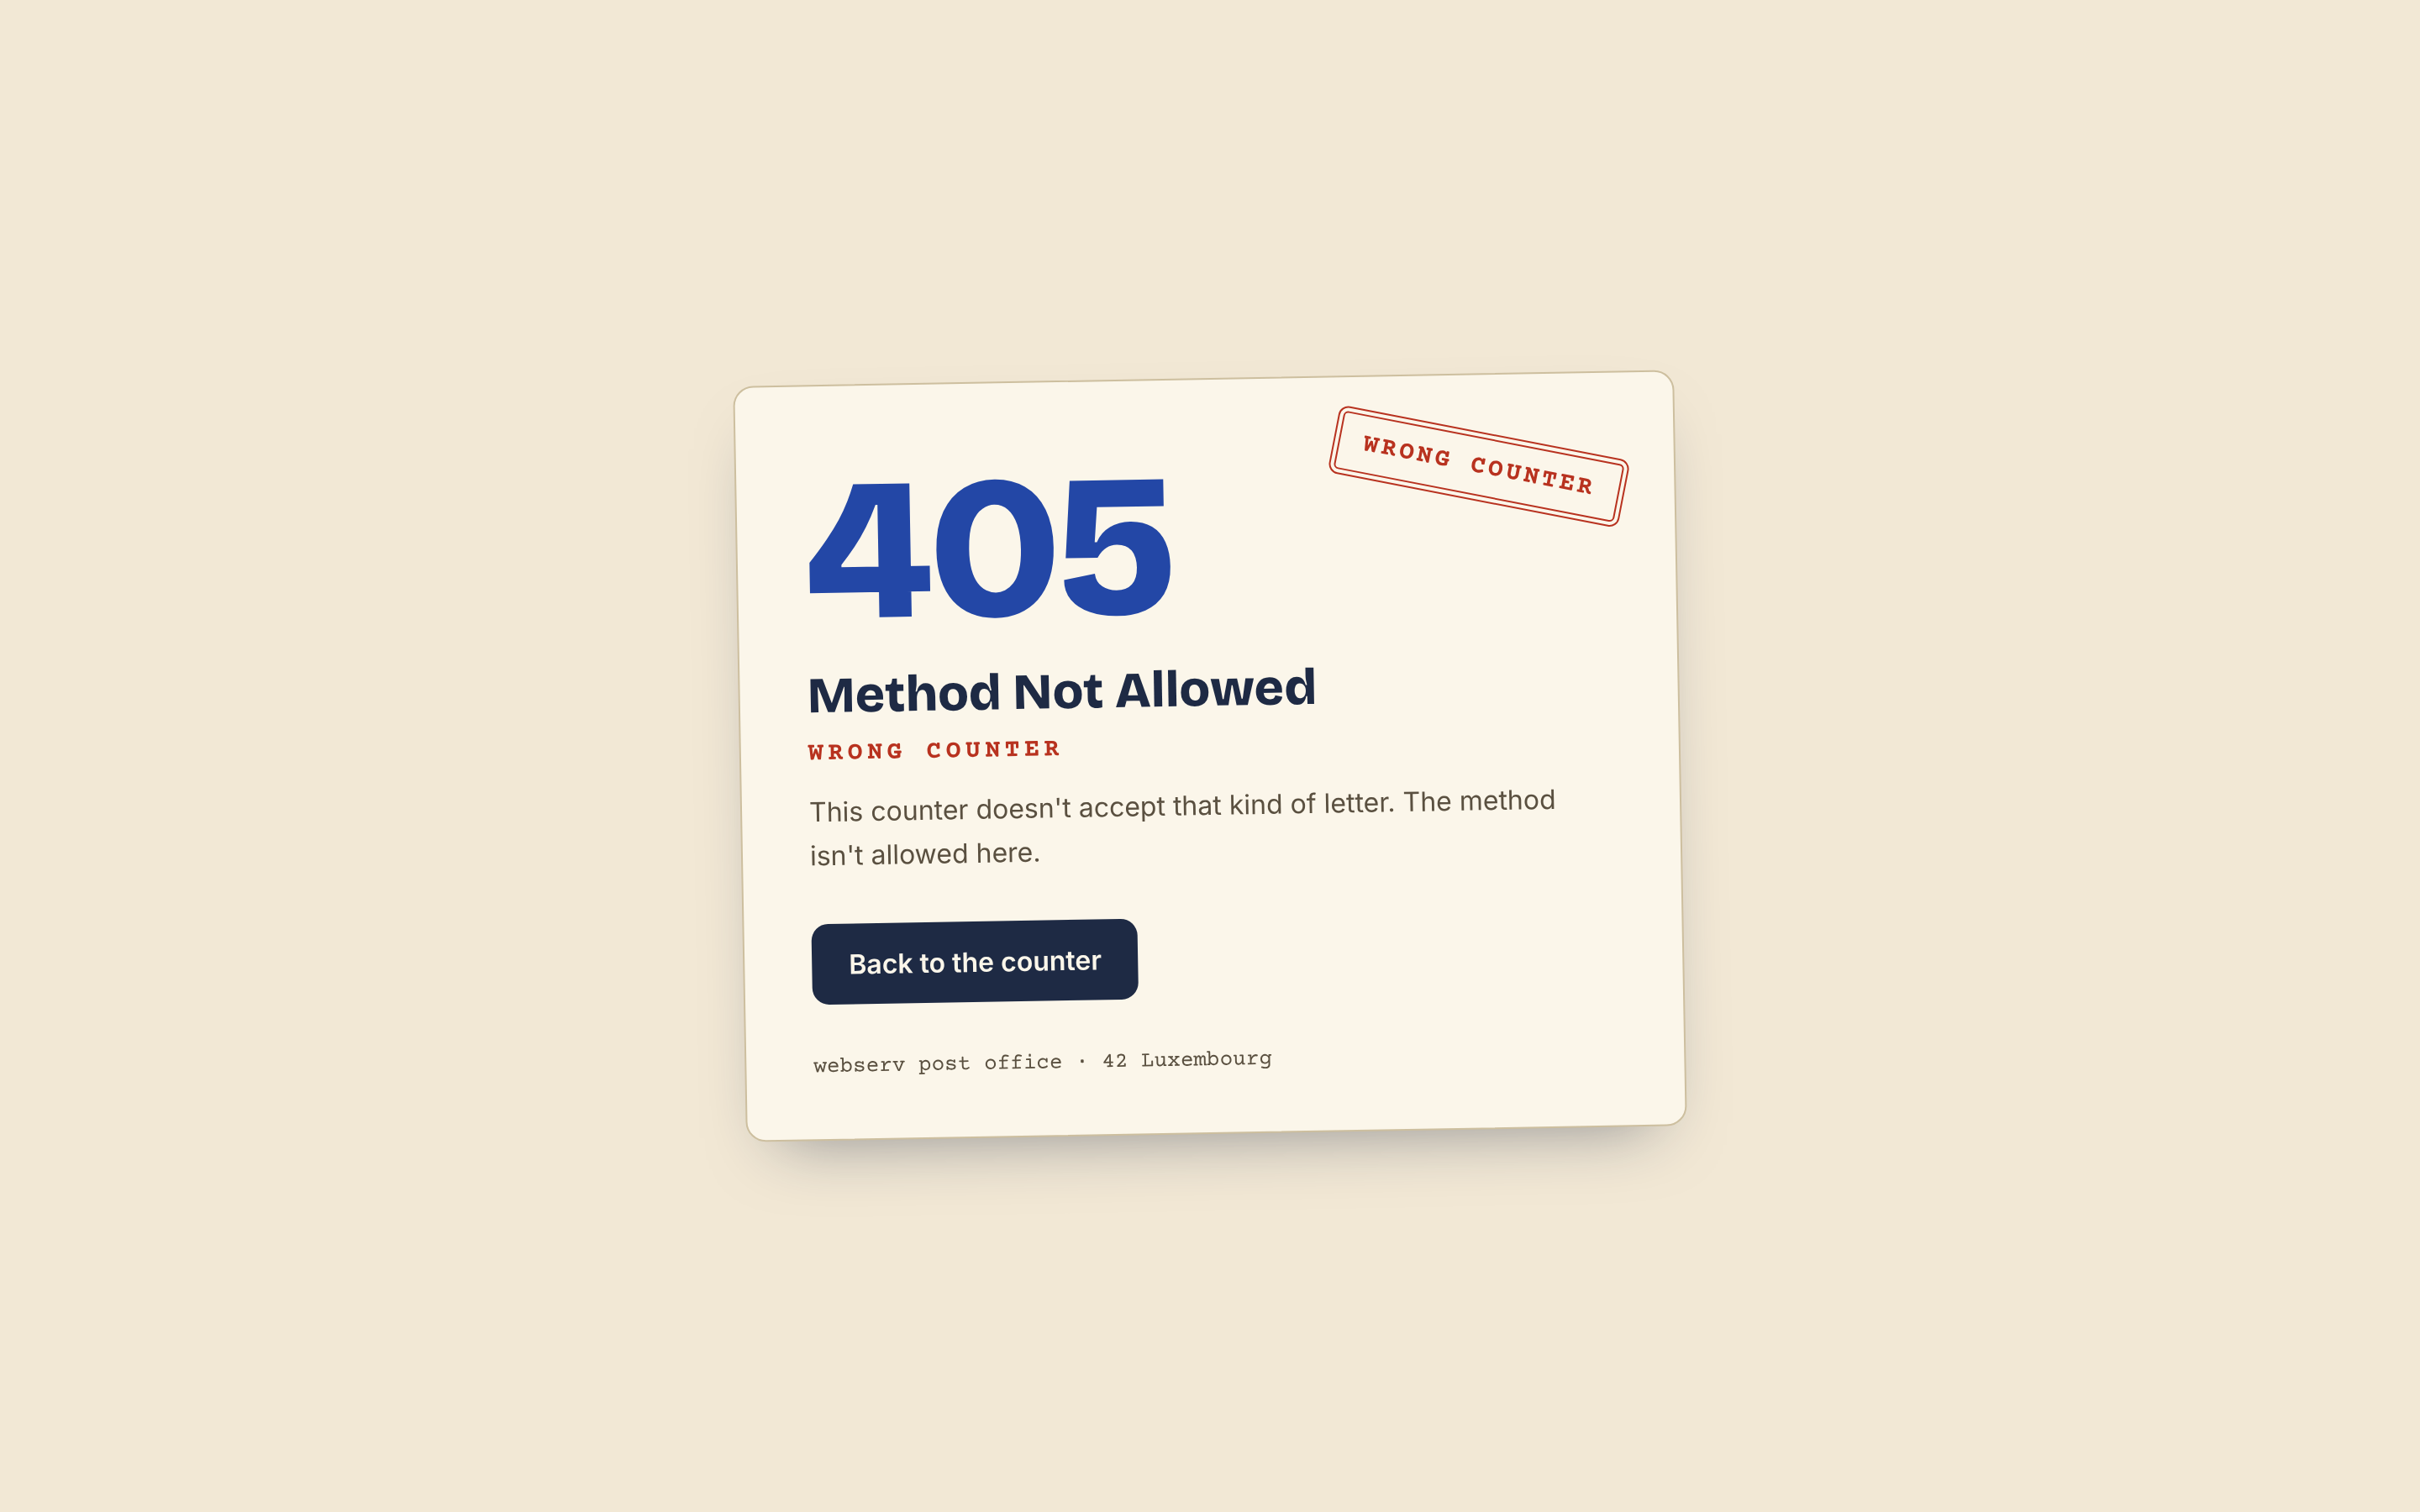 WRONG COUNTER
405
Method Not Allowed
WRONG COUNTER
This counter doesn't accept that kind of letter. The method
isn't allowed here.
Back to the counter
webserv post office · 42 Luxembourg